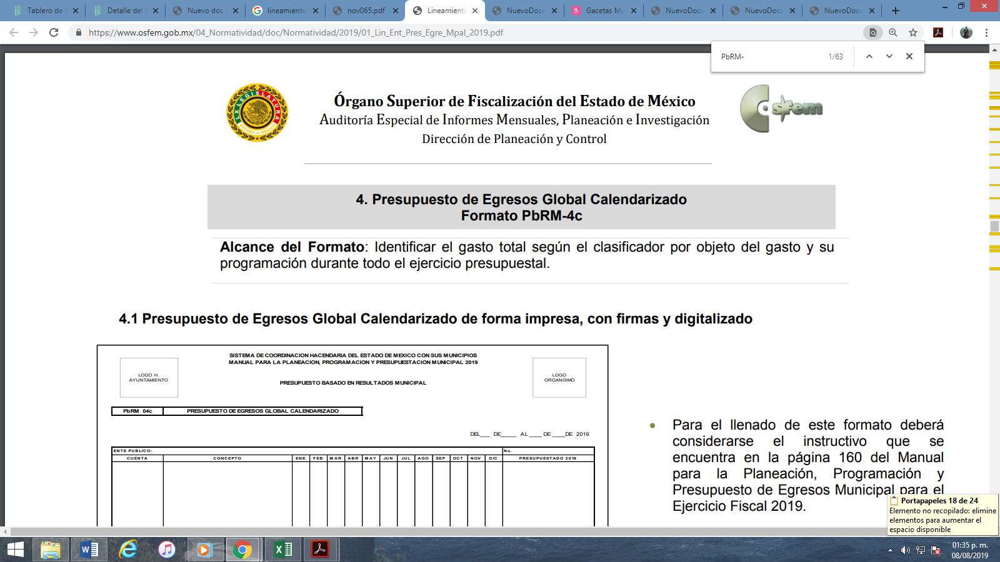 Tablero de S
Detalle del S
Nuevo doc
lineamiento
nov065.pdf
Lineamiento
NuevoDocu
Gacetas Mu
NuevoDocu
NuevoDocu
NuevoDocu
https://www.osfem.gob.mx/04_Normatividad/doc/Normatividad/2019/01_Lin_Ent_Pres_Egre_Mpal_2019.pdf
PbRM- 1/63
LX LEGISLATURA
ESTADO DE MÉXICO
Órgano Superior de Fiscalización del Estado de México
Auditoría Especial de Informes Mensuales, Planeación e Investigación
Dirección de Planeación y Control
osfem
4. Presupuesto de Egresos Global Calendarizado
Formato PbRM-4c
Alcance del Formato: Identificar el gasto total según el clasificador por objeto del gasto y su
programación durante todo el ejercicio presupuestal.
4.1 Presupuesto de Egresos Global Calendarizado de forma impresa, con firmas y digitalizado
SISTEMA DE COORDINACION HACENDARIA DEL ESTADO DE MEXICO CON SUS MUNICIPIOS
MANUAL PARA LA PLANEACION, PROGRAMACION Y PRESUPUESTACION MUNICIPAL 2019
LOGO H.
AYUNTAMIENTO
LOGO
ORGANISMO
PRESUPUESTO BASADO EN RESULTADOS MUNICIPAL
PbRM 04c PRESUPUESTO DE EGRESOS GLOBAL CALENDARIZADO
DEL___ DE_____ AL ____ DE ____DE 2019
ENTE PUBLICO: No.
CUENTA CONCEPTO ENE FEB MAR ABR MAY JUN JUL AGO SEP OCT NOV DIC PRESUPUESTADO 2019
• Para el llenado de este formato deberá
considerarse el instructivo que se
encuentra en la página 160 del Manual
para la Planeación, Programación y
Presupuesto de Egresos Municipal para el
Ejercicio Fiscal 2019.
Portapapeles 18 de 24
Elemento no recopilado: elimine
elementos para aumentar el
espacio disponible
01:35 p. m.
08/08/2019